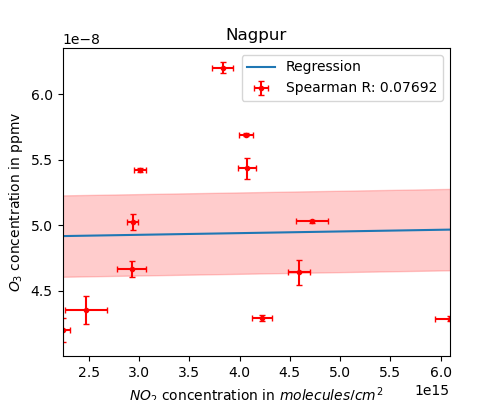 Nagpur
1e−8
Regression
Spearman R: 0.07692
6.0
5.5
5.0
4.5
O3 concentration in ppmv
2.5 3.0 3.5 4.0 4.5 5.0 5.5 6.0
1e15
NO2 concentration in molecules/cm²